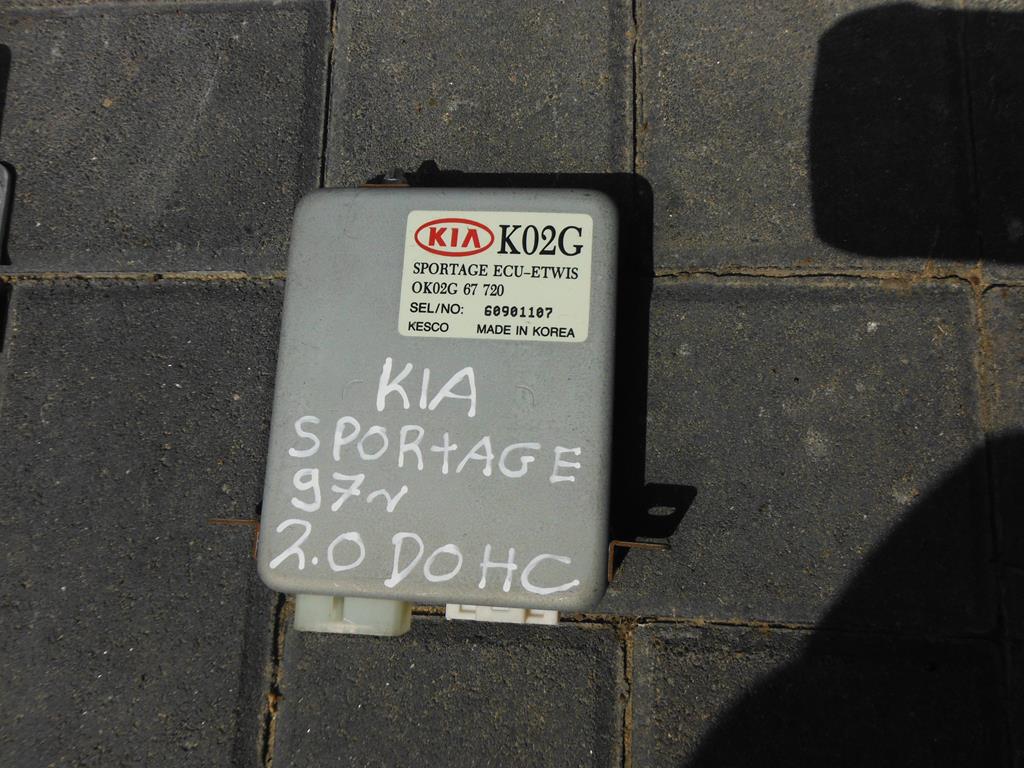 KIA K02G
SPORTAGE ECU-ETWIS
OK02G 67 720
SEL/NO: 60901107
KESCO MADE IN KOREA
KIA
SPORtAGE
97r
2.0 DOHC